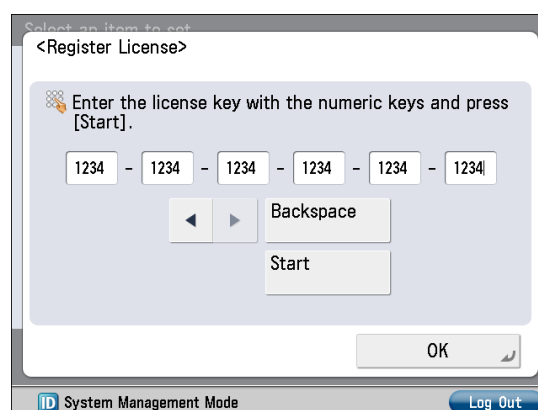 Select an item to set.
<Register License>
Enter the license key with the numeric keys and press
[Start].
1234 - 1234 - 1234 - 1234 - 1234 - 1234
Backspace
Start
OK
ID System Management Mode
Log Out